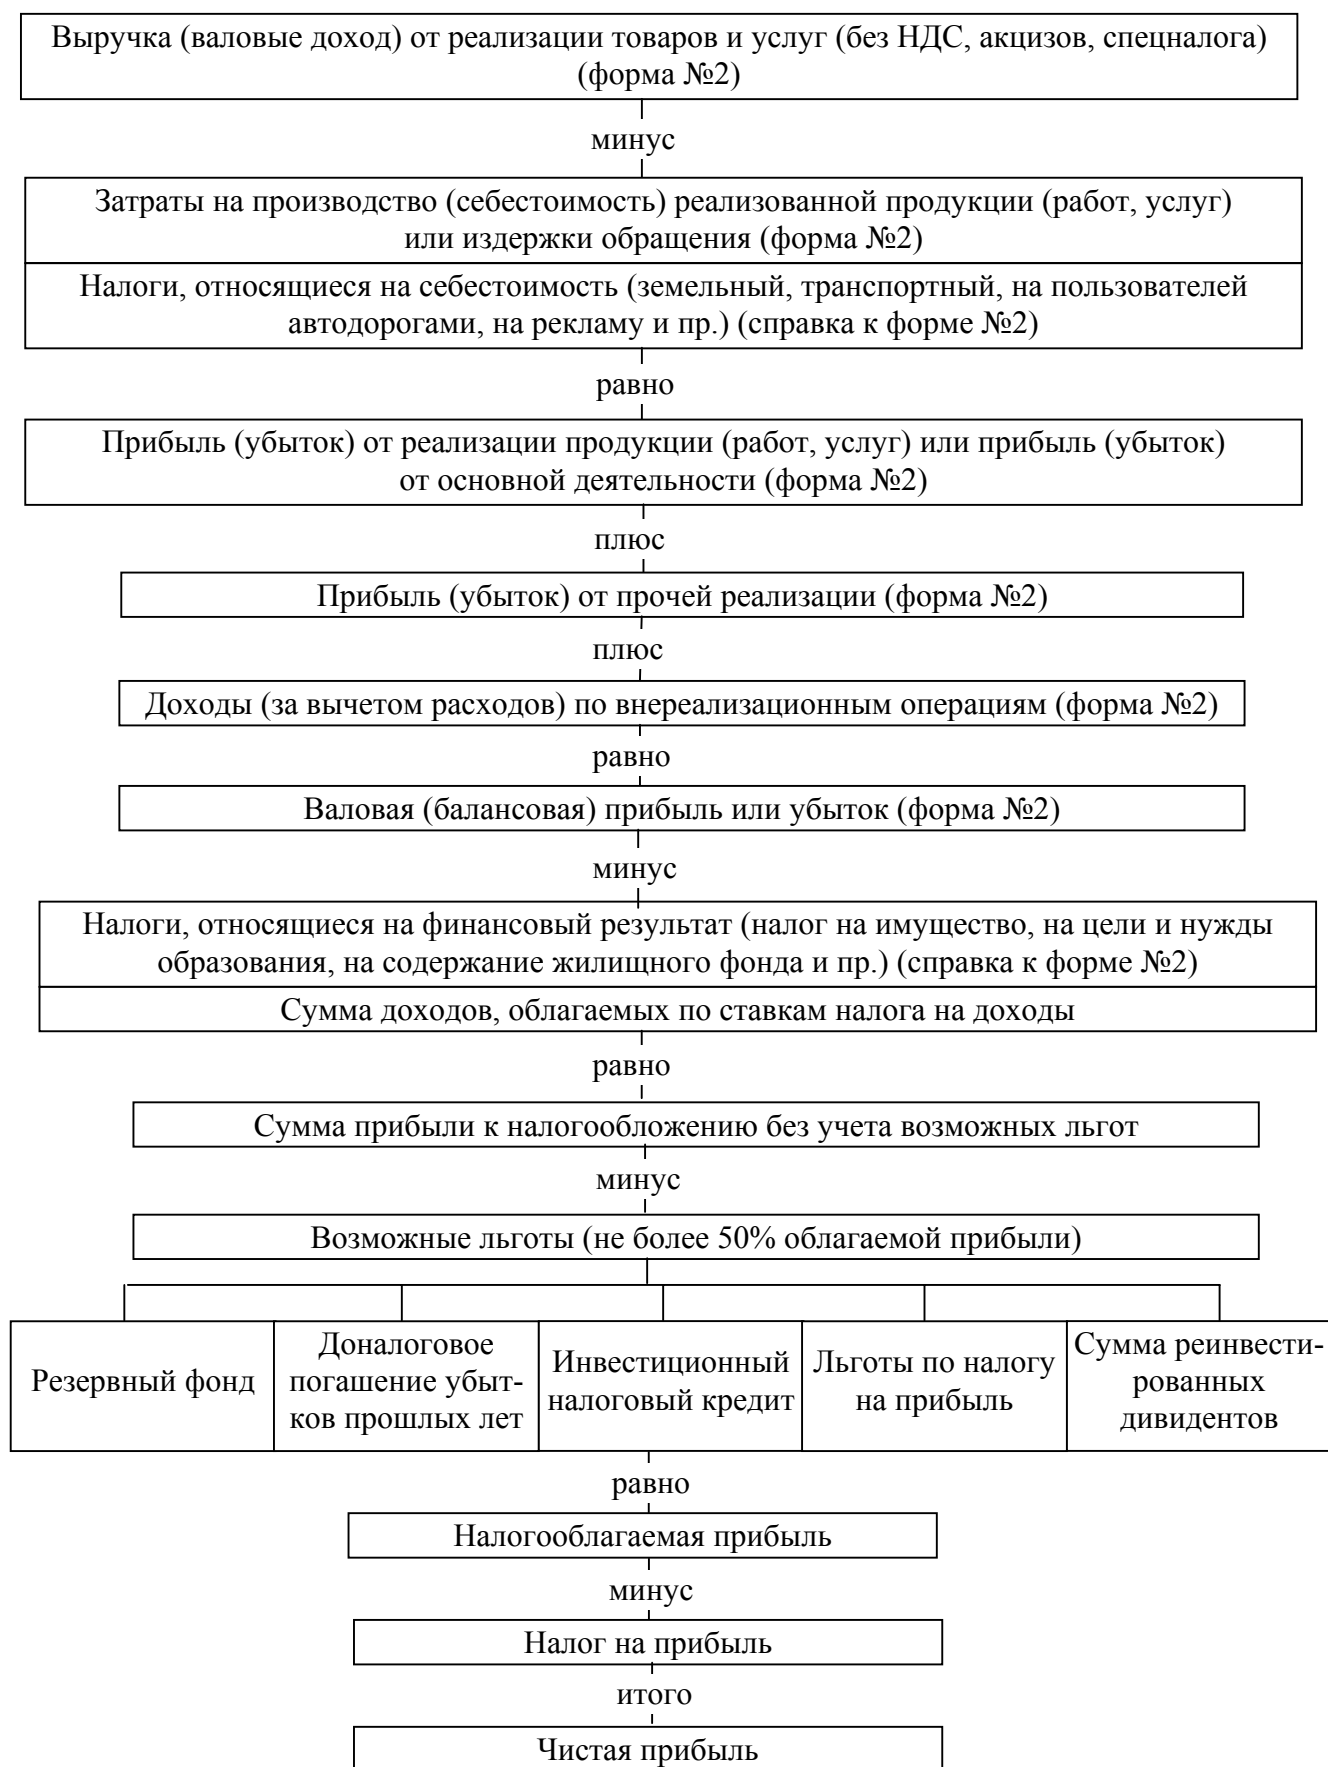 Выручка (валовые доход) от реализации товаров и услуг (без НДС, акцизов, спецналога)
(форма №2)
минус
Затраты на производство (себестоимость) реализованной продукции (работ, услуг)
или издержки обращения (форма №2)
Налоги, относящиеся на себестоимость (земельный, транспортный, на пользователей
автодорогами, на рекламу и пр.) (справка к форме №2)
равно
Прибыль (убыток) от реализации продукции (работ, услуг) или прибыль (убыток)
от основной деятельности (форма №2)
плюс
Прибыль (убыток) от прочей реализации (форма №2)
плюс
Доходы (за вычетом расходов) по внереализационным операциям (форма №2)
равно
Валовая (балансовая) прибыль или убыток (форма №2)
минус
Налоги, относящиеся на финансовый результат (налог на имущество, на цели и нужды
образования, на содержание жилищного фонда и пр.) (справка к форме №2)
Сумма доходов, облагаемых по ставкам налога на доходы
равно
Сумма прибыли к налогообложению без учета возможных льгот
минус
Возможные льготы (не более 50% облагаемой прибыли)
Резервный фонд
Доналоговое
погашение убыт-
ков прошлых лет
Инвестиционный
налоговый кредит
Льготы по налогу
на прибыль
Сумма реинвести-
рованных
дивидентов
равно
Налогооблагаемая прибыль
минус
Налог на прибыль
итого
Чистая прибыль